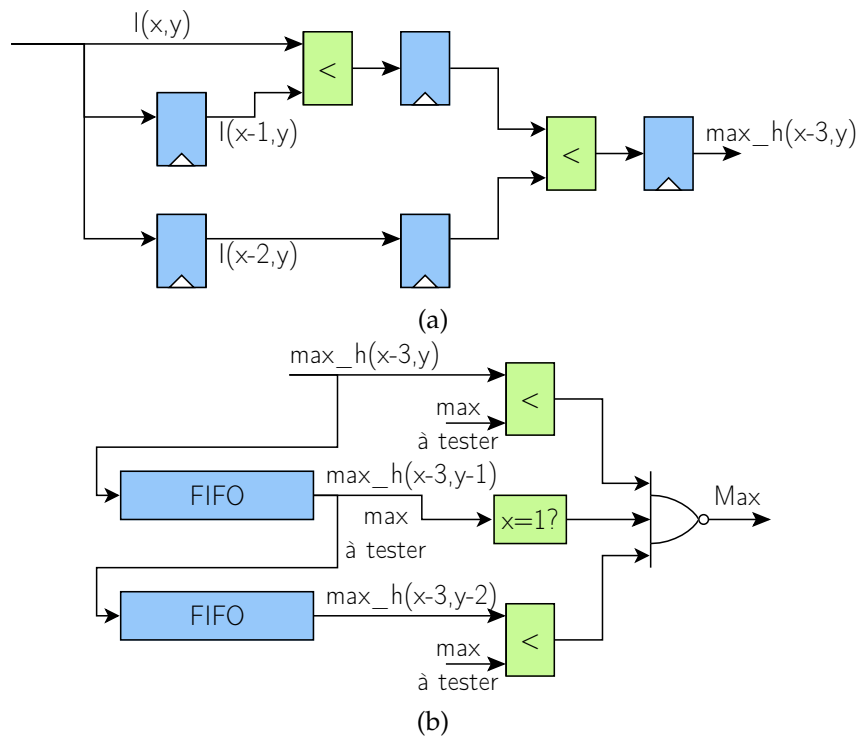 I(x,y)
<
I(x-1,y)
<
max_h(x-3,y)
I(x-2,y)
(a)
max_h(x-3,y)
<
max
à tester
FIFO
max_h(x-3,y-1)
max
à tester
x=1?
Max
FIFO
max_h(x-3,y-2)
<
max
à tester
(b)